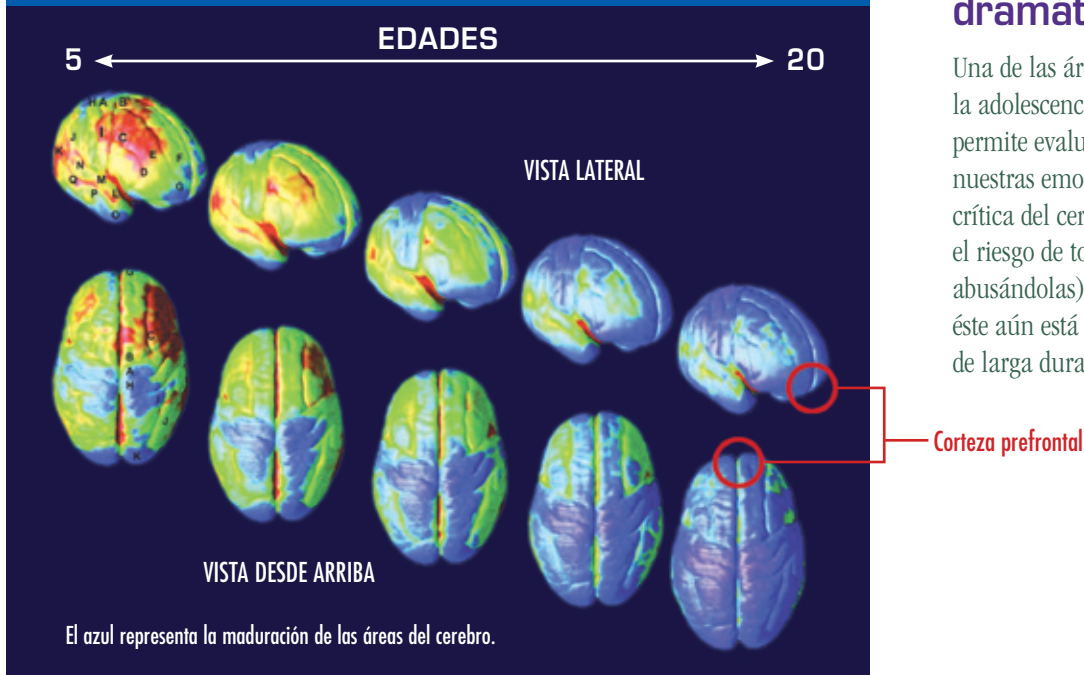 EDADES
5
20
VISTA LATERAL
VISTA DESDE ARRIBA
El azul representa la maduración de las áreas del cerebro.
Corteza prefrontal
dramat
Una de las ár
la adolescenc
permite evalu
nuestras emo
crítica del cer
el riesgo de to
abusándolas)
éste aún está
de larga dura